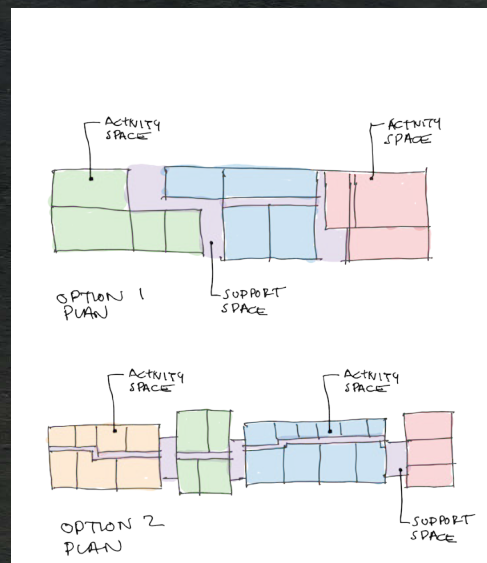 ACTIVITY
SPACE
ACTIVITY
SPACE
OPTION 1
PLAN
SUPPORT
SPACE
ACTIVITY
SPACE
ACTIVITY
SPACE
OPTION 2
PLAN
SUPPORT
SPACE